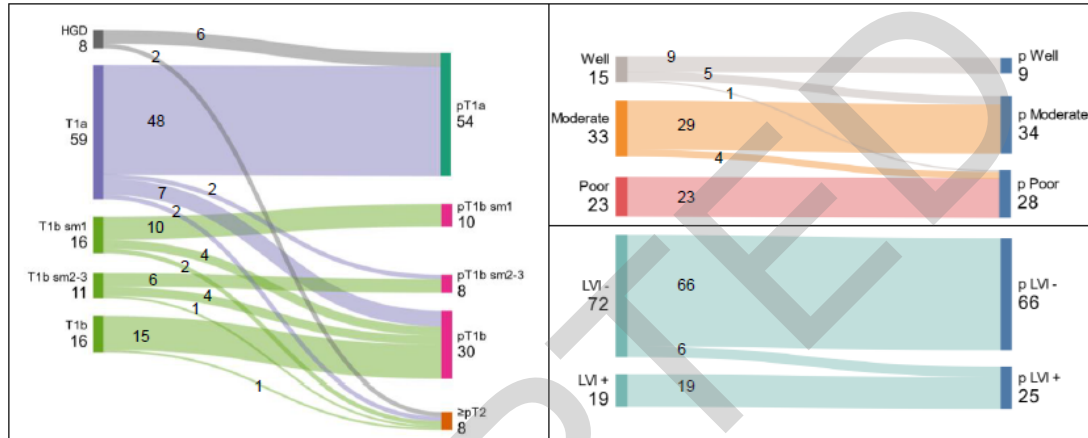 HGD
8
6
2
T1a
59
48
pT1a
54
7
2
2
T1b sm1
16
10
pT1b sm1
10
4
2
T1b sm2-3
11
6
4
1
pT1b sm2-3
8
T1b
16
15
pT1b
30
1
≥pT2
8
Well
15
9
5
1
p Well
9
Moderate
33
29
4
p Moderate
34
Poor
23
23
p Poor
28
LVI -
72
66
6
p LVI -
66
LVI +
19
19
p LVI +
25
PTED